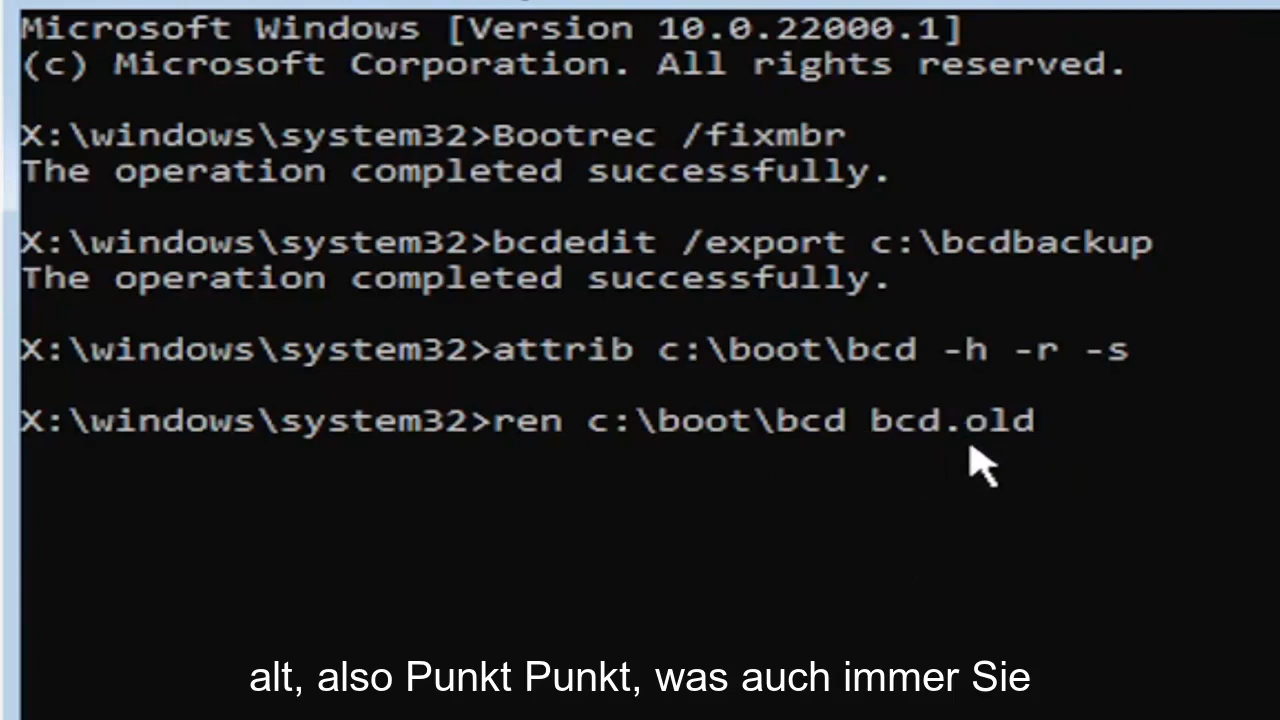 Microsoft Windows [Version 10.0.22000.1]
(c) Microsoft Corporation. All rights reserved.
X:\windows\system32>Bootrec /fixmbr
The operation completed successfully.
X:\windows\system32>bcdedit /export c:\bcdbackup
The operation completed successfully.
X:\windows\system32>attrib c:\boot\bcd -h -r -s
X:\windows\system32>ren c:\boot\bcd bcd.old
alt, also Punkt Punkt, was auch immer Sie